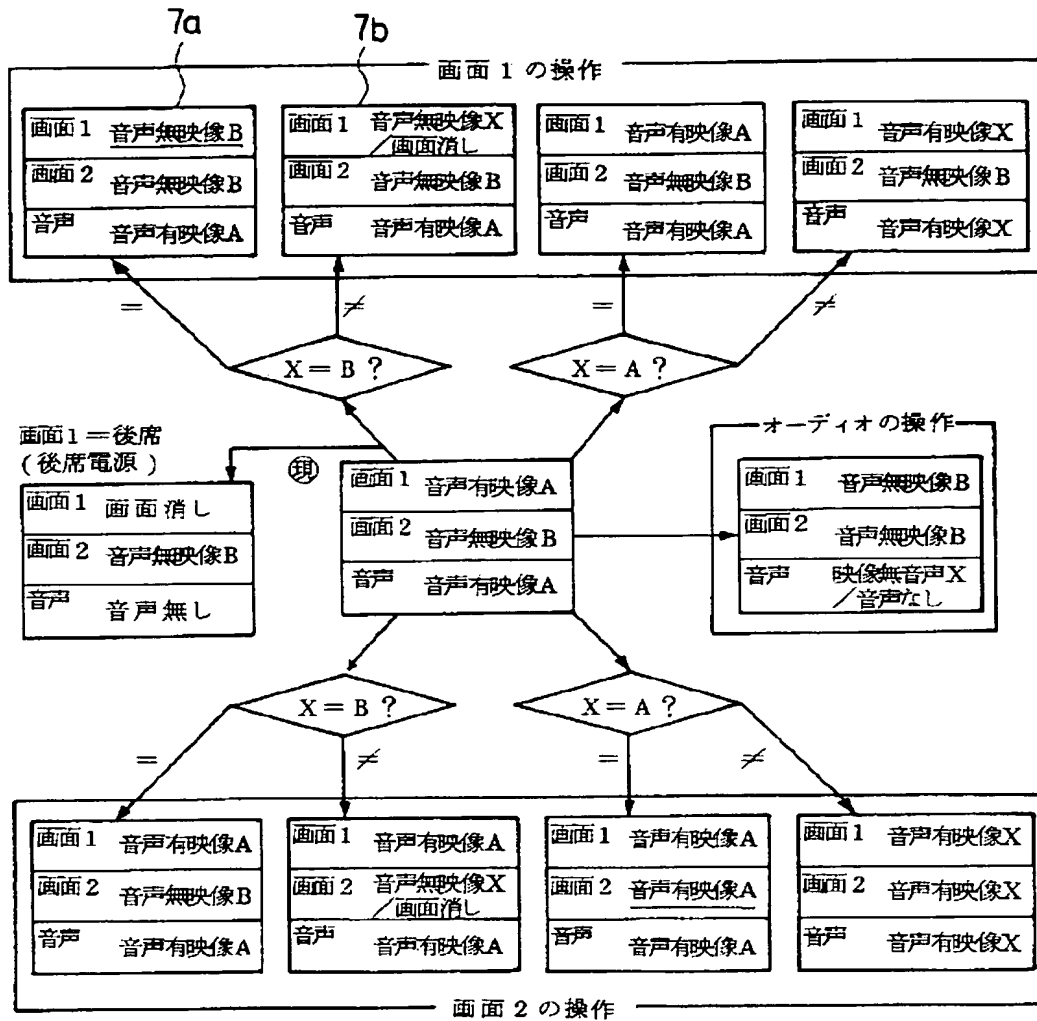 7a
7b
画面1の操作
画面1 音声無映像B
画面2 音声無映像B
音声 音声有映像A
画面1 音声無映像X
/画面消し
画面2 音声無映像B
音声 音声有映像A
画面1 音声有映像A
画面2 音声無映像B
音声 音声有映像A
画面1 音声有映像X
画面2 音声無映像B
音声 音声有映像X
=
≠
=
≠
X=B?
X=A?
画面1=後席
(後席電源)
画面1 画面消し
画面2 音声無映像B
音声 音声無し
現
画面1 音声有映像A
画面2 音声無映像B
音声 音声有映像A
オーディオの操作
画面1 音声無映像B
画面2 音声無映像B
音声 映像無音声X
/音声なし
X=B?
X=A?
=
≠
=
≠
画面1 音声有映像A
画面2 音声無映像B
音声 音声有映像A
画面1 音声有映像A
画面2 音声無映像X
/画面消し
音声 音声有映像A
画面1 音声有映像A
画面2 音声有映像A
音声 音声有映像A
画面1 音声有映像X
画面2 音声有映像X
音声 音声有映像X
画面2の操作